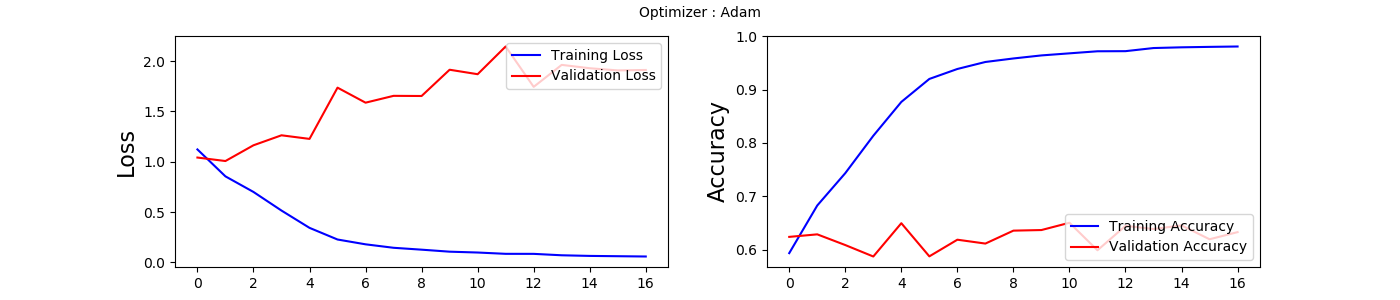 Optimizer : Adam
Loss
2.0
1.5
1.0
0.5
0.0
0 2 4 6 8 10 12 14 16
Training Loss
Validation Loss
Accuracy
1.0
0.9
0.8
0.7
0.6
0 2 4 6 8 10 12 14 16
Training Accuracy
Validation Accuracy